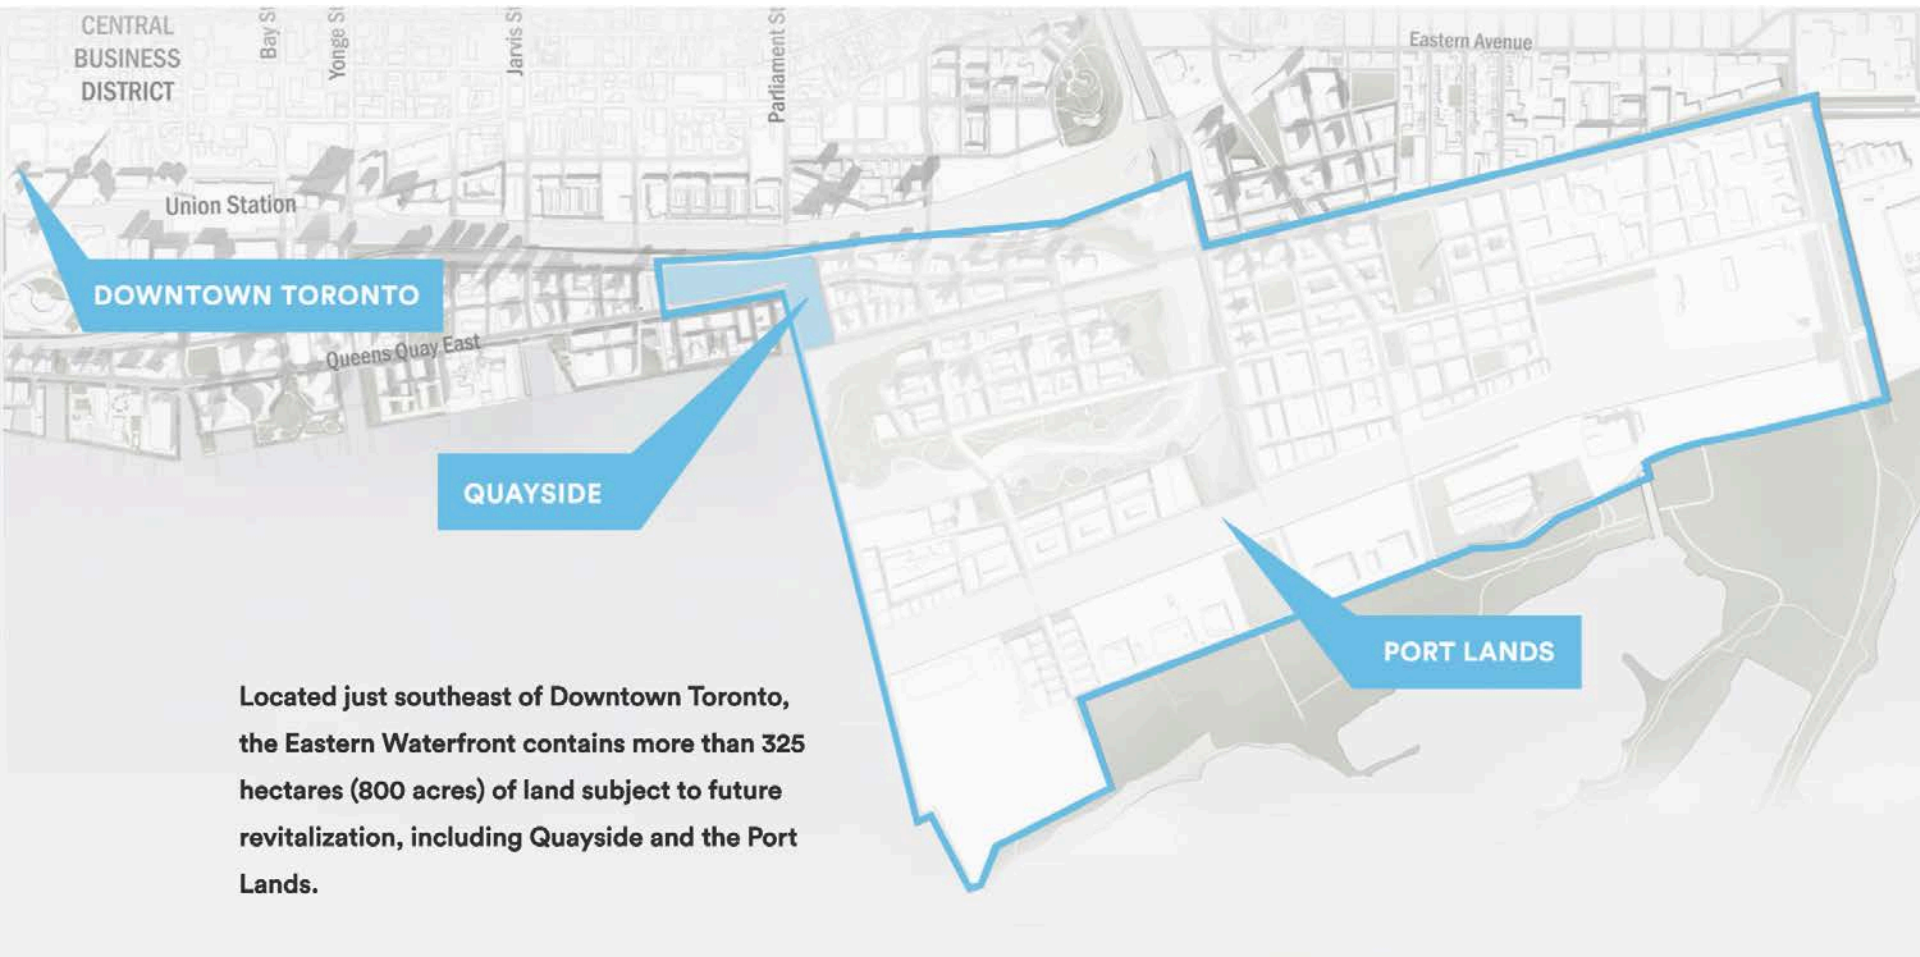 CENTRAL
BUSINESS
DISTRICT
Bay St
Yonge St
Jarvis St
Parliament St
Eastern Avenue
Union Station
DOWNTOWN TORONTO
Queens Quay East
QUAYSIDE
PORT LANDS
Located just southeast of Downtown Toronto,
the Eastern Waterfront contains more than 325
hectares (800 acres) of land subject to future
revitalization, including Quayside and the Port
Lands.